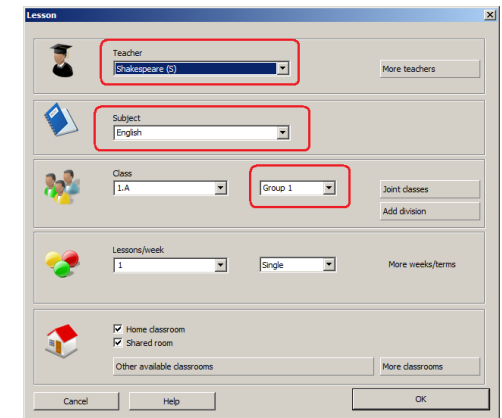 Lesson
Teacher
Shakespeare (S)
More teachers
Subject
English
Class
1.A
Group 1
Joint classes
Add division
Lessons/week
1
Single
More weeks/terms
Home classroom
Shared room
Other available classrooms
More classrooms
Cancel
Help
OK